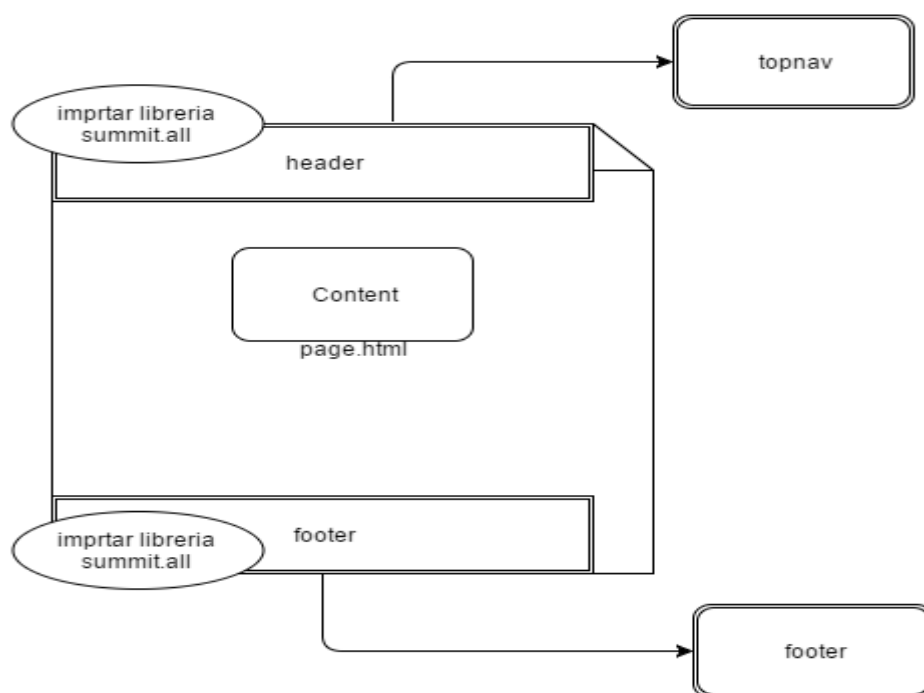 topnav
imprtar libreria
summit.all
header
Content
page.html
imprtar libreria
summit.all
footer
footer